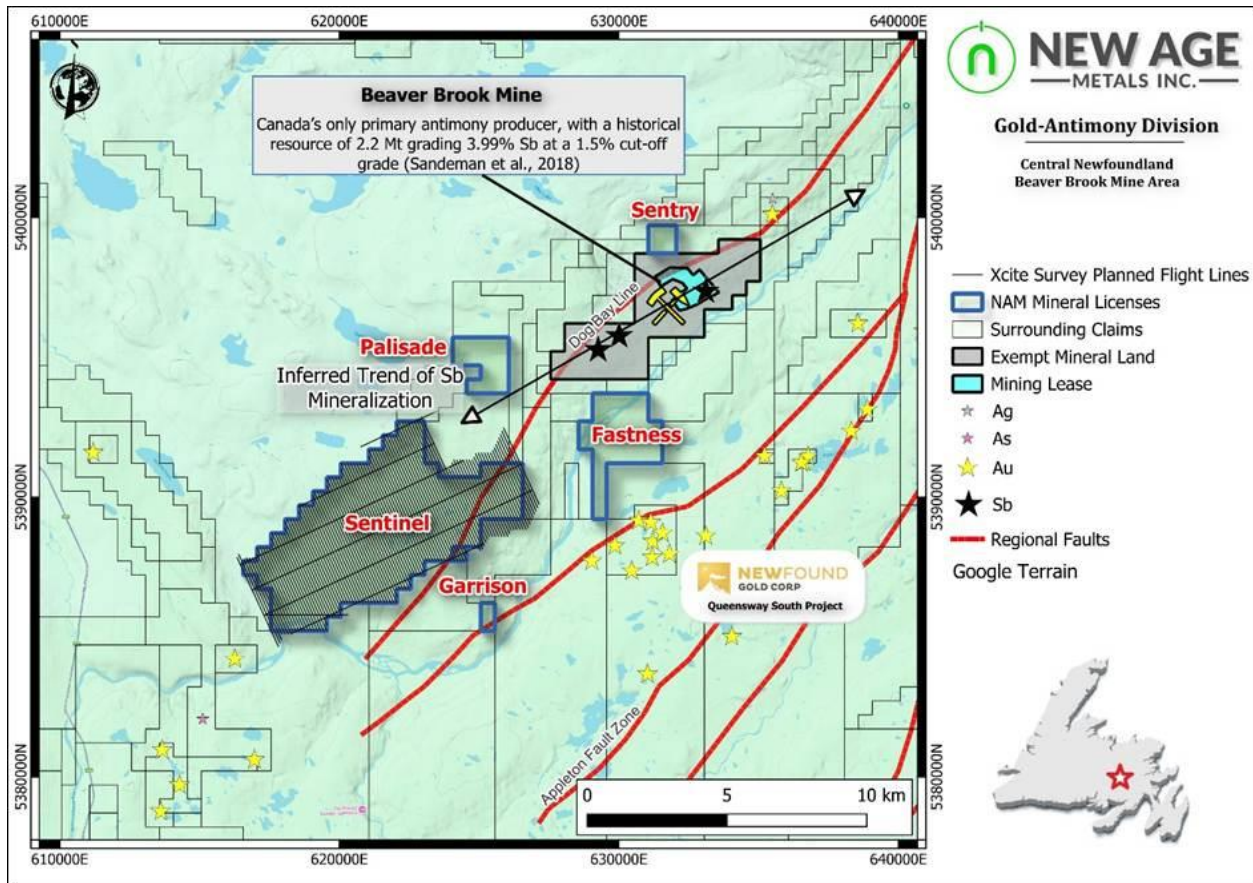 610000E
620000E
630000E
640000E
NEW AGE
METALS INC.
Gold-Antimony Division
Central Newfoundland
Beaver Brook Mine Area
Beaver Brook Mine
Canada's only primary antimony producer, with a historical
resource of 2.2 Mt grading 3.99% Sb at a 1.5% cut-off
grade (Sandeman et al., 2018)
5400000N
5400000N
Sentry
Dog Bay Line
Palisade
Inferred Trend of Sb
Mineralization
Fastness
5390000N
5390000N
Sentinel
Garrison
NEWFOUND
GOLD CORP
Queensway South Project
Appleton Fault Zone
5380000N
5380000N
0
5
10 km
610000E
620000E
630000E
640000E
Xcite Survey Planned Flight Lines
NAM Mineral Licenses
Surrounding Claims
Exempt Mineral Land
Mining Lease
Ag
As
Au
Sb
Regional Faults
Google Terrain